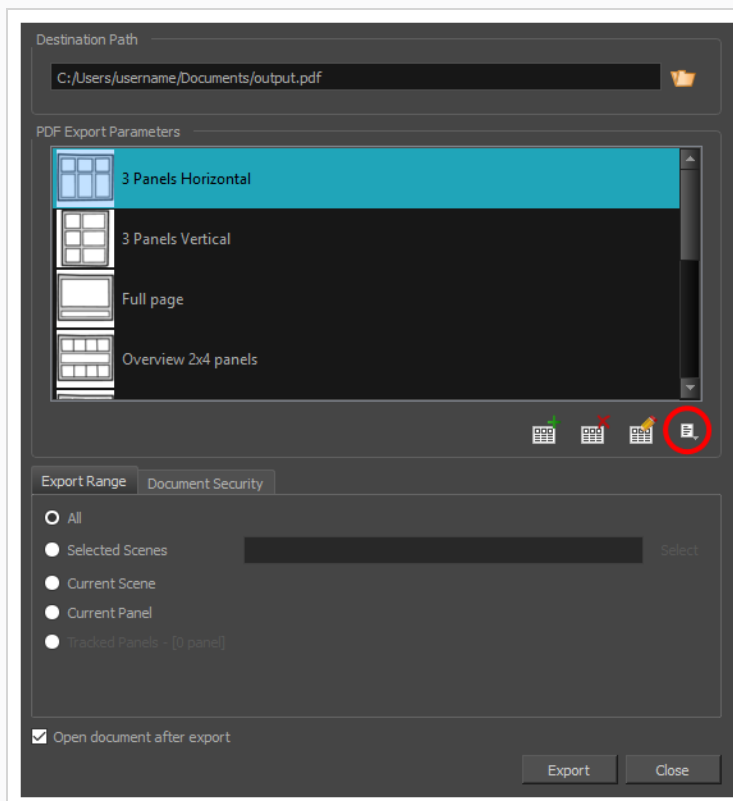 Destination Path
C:/Users/username/Documents/output.pdf
PDF Export Parameters
3 Panels Horizontal
3 Panels Vertical
Full page
Overview 2x4 panels
Export Range
Document Security
All
Selected Scenes
Select
Current Scene
Current Panel
Tracked Panels - [0 panel]
Open document after export
Export
Close